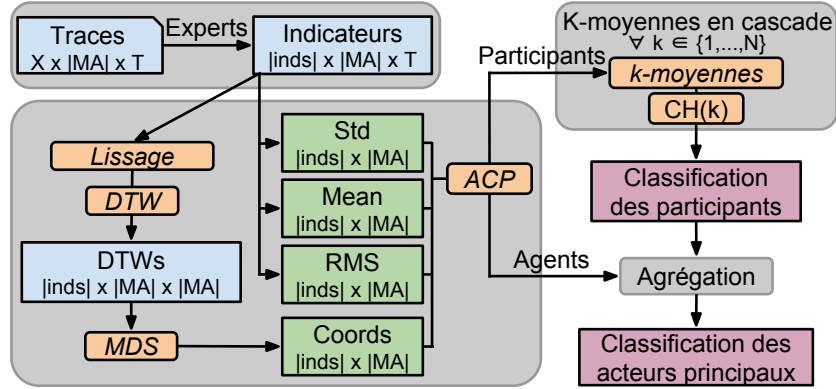 Traces
X x |MA| x T
Experts
Indicateurs
|inds| x |MA| x T
Lissage
DTW
DTWs
|inds| x |MA| x |MA|
MDS
Std
|inds| x |MA|
Mean
|inds| x |MA|
RMS
|inds| x |MA|
Coords
|inds| x |MA|
ACP
Participants
Agents
K-moyennes en cascade
∀ k ∈ {1,...,N}
k-moyennes
CH(k)
Classification
des participants
Agrégation
Classification des
acteurs principaux